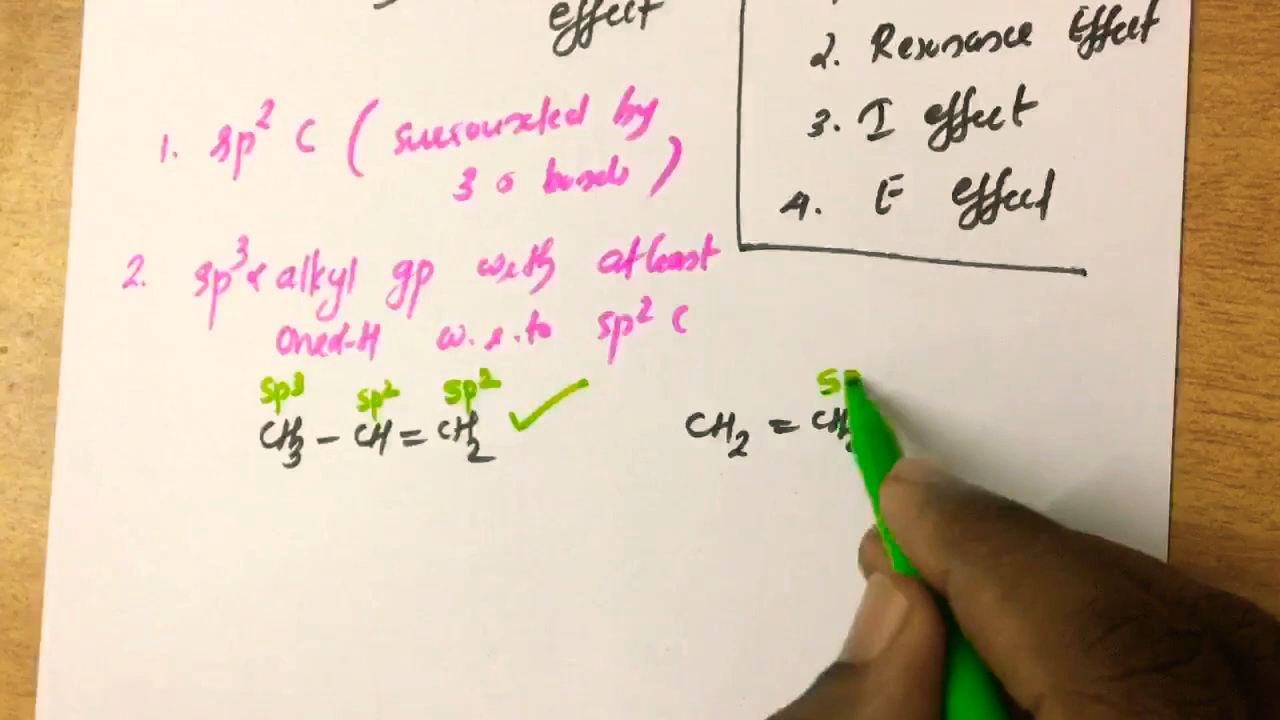 effect
2. Resonance Effect
3. I effect
4. E effect
1. sp² C (surrounded by
3 σ bonds)
2. sp³ alkyl gp with atleast
one α-H w.r.to sp² C
sp³ sp² sp²
CH₃ - CH = CH₂ ✓
CH₂ = CH₂